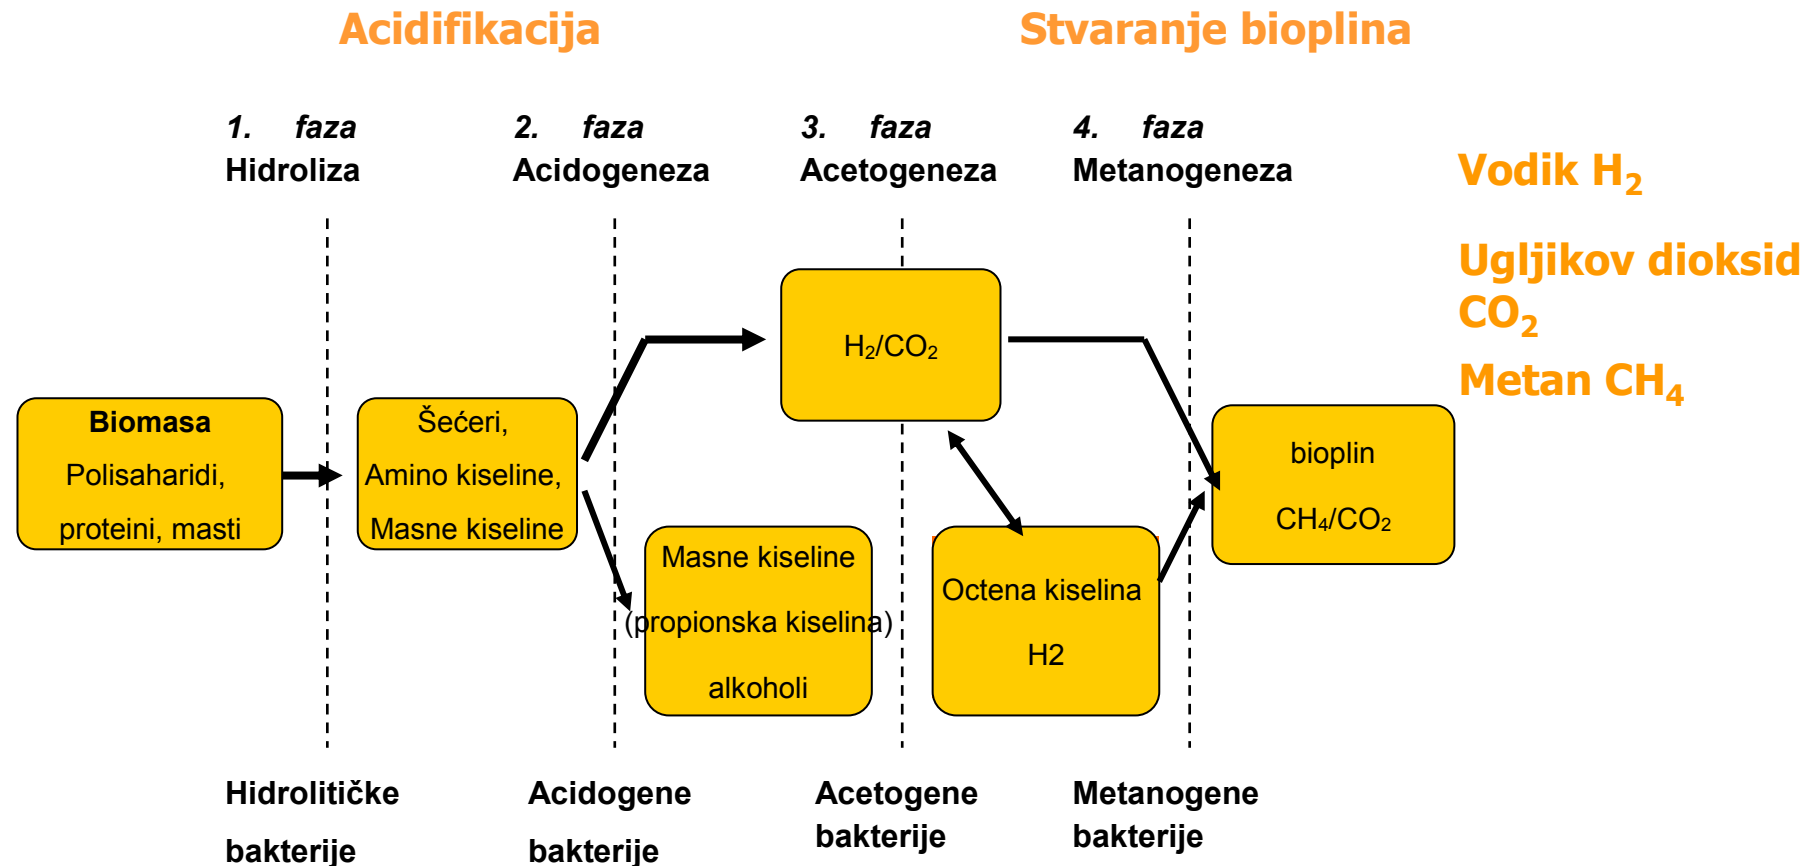 Acidifikacija
Stvaranje bioplina
1. faza
Hidroliza
2. faza
Acidogeneza
3. faza
Acetogeneza
4. faza
Metanogeneza
Vodik H₂
Ugljikov dioksid
CO₂
Metan CH₄
Biomasa
Polisaharidi,
proteini, masti
Šećeri,
Amino kiseline,
Masne kiseline
H₂/CO₂
Masne kiseline
(propionska kiselina)
alkoholi
Octena kiselina
H2
bioplin
CH₄/CO₂
Hidrolitičke
bakterije
Acidogene
bakterije
Acetogene
bakterije
Metanogene
bakterije